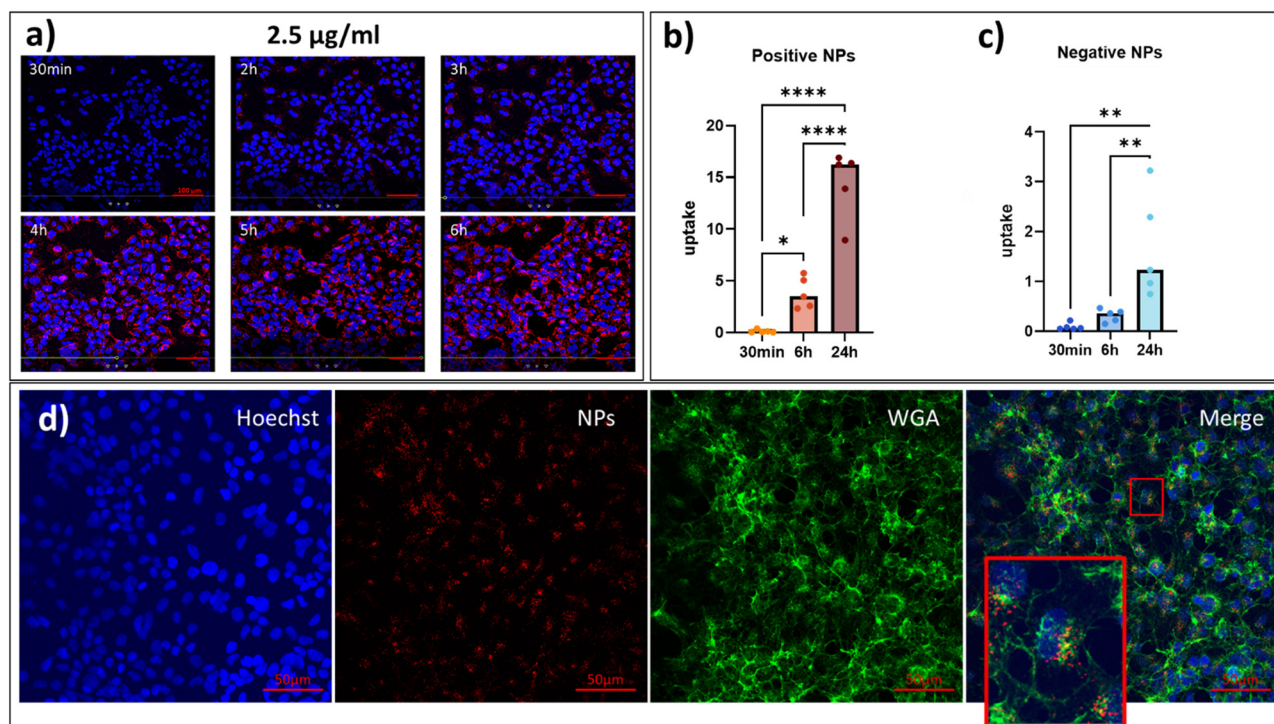 a)
2.5 µg/ml
30min
2h
3h
100 µm
4h
5h
6h
b)
Positive NPs
****
****
*
20
15
10
5
0
uptake
30min 6h 24h
c)
Negative NPs
**
**
4
3
2
1
0
uptake
30min 6h 24h
d)
Hoechst
NPs
WGA
Merge
50µm
50µm
50µm
50µm